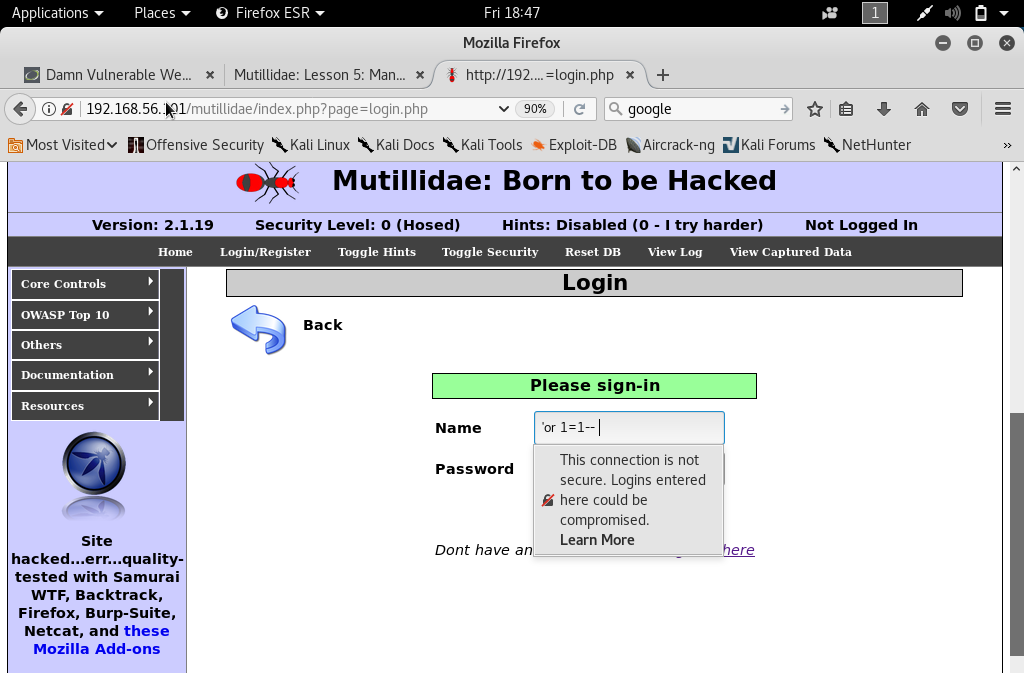 Applications Places Firefox ESR Fri 18:47 1
Mozilla Firefox
Damn Vulnerable We... × Mutillidae: Lesson 5: Man... × http://192....=login.php × +
192.168.56.101/mutillidae/index.php?page=login.php 90% google
Most Visited Offensive Security Kali Linux Kali Docs Kali Tools Exploit-DB Aircrack-ng Kali Forums NetHunter »
Mutillidae: Born to be Hacked
Version: 2.1.19 Security Level: 0 (Hosed) Hints: Disabled (0 - I try harder) Not Logged In
Home Login/Register Toggle Hints Toggle Security Reset DB View Log View Captured Data
Core Controls
OWASP Top 10
Others
Documentation
Resources
Site
hacked...err...quality-
tested with Samurai
WTF, Backtrack,
Firefox, Burp-Suite,
Netcat, and these
Mozilla Add-ons
Login
Back
Please sign-in
Name 'or 1=1--
Password
This connection is not
secure. Logins entered
here could be
compromised.
Learn More
Dont have an here